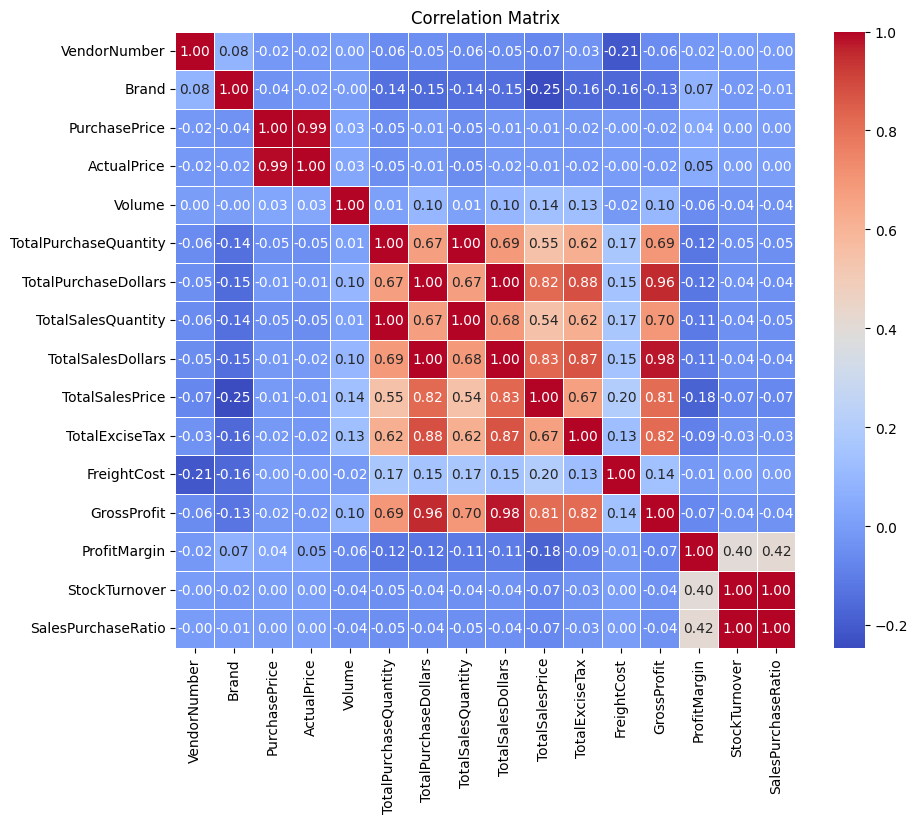 Correlation Matrix
VendorNumber 1.00 0.08 -0.02 -0.02 0.00 -0.06 -0.05 -0.06 -0.05 -0.07 -0.03 -0.21 -0.06 -0.02 -0.00 -0.00
Brand 0.08 1.00 -0.04 -0.02 -0.00 -0.14 -0.15 -0.14 -0.15 -0.25 -0.16 -0.16 -0.13 0.07 -0.02 -0.01
PurchasePrice -0.02 -0.04 1.00 0.99 0.03 -0.05 -0.01 -0.05 -0.01 -0.01 -0.02 -0.00 -0.02 0.04 0.00 0.00
ActualPrice -0.02 -0.02 0.99 1.00 0.03 -0.05 -0.01 -0.05 -0.02 -0.01 -0.02 -0.00 -0.02 0.05 0.00 0.00
Volume 0.00 -0.00 0.03 0.03 1.00 0.01 0.10 0.01 0.10 0.14 0.13 -0.02 0.10 -0.06 -0.04 -0.04
TotalPurchaseQuantity -0.06 -0.14 -0.05 -0.05 0.01 1.00 0.67 1.00 0.69 0.55 0.62 0.17 0.69 -0.12 -0.05 -0.05
TotalPurchaseDollars -0.05 -0.15 -0.01 -0.01 0.10 0.67 1.00 0.67 1.00 0.82 0.88 0.15 0.96 -0.12 -0.04 -0.04
TotalSalesQuantity -0.06 -0.14 -0.05 -0.05 0.01 1.00 0.67 1.00 0.68 0.54 0.62 0.17 0.70 -0.11 -0.04 -0.05
TotalSalesDollars -0.05 -0.15 -0.01 -0.02 0.10 0.69 1.00 0.68 1.00 0.83 0.87 0.15 0.98 -0.11 -0.04 -0.04
TotalSalesPrice -0.07 -0.25 -0.01 -0.01 0.14 0.55 0.82 0.54 0.83 1.00 0.67 0.20 0.81 -0.18 -0.07 -0.07
TotalExciseTax -0.03 -0.16 -0.02 -0.02 0.13 0.62 0.88 0.62 0.87 0.67 1.00 0.13 0.82 -0.09 -0.03 -0.03
FreightCost -0.21 -0.16 -0.00 -0.00 -0.02 0.17 0.15 0.17 0.15 0.20 0.13 1.00 0.14 -0.01 0.00 0.00
GrossProfit -0.06 -0.13 -0.02 -0.02 0.10 0.69 0.96 0.70 0.98 0.81 0.82 0.14 1.00 -0.07 -0.04 -0.04
ProfitMargin -0.02 0.07 0.04 0.05 -0.06 -0.12 -0.12 -0.11 -0.11 -0.18 -0.09 -0.01 -0.07 1.00 0.40 0.42
StockTurnover -0.00 -0.02 0.00 0.00 -0.04 -0.05 -0.04 -0.04 -0.04 -0.07 -0.03 0.00 -0.04 0.40 1.00 1.00
SalesPurchaseRatio -0.00 -0.01 0.00 0.00 -0.04 -0.05 -0.04 -0.05 -0.04 -0.07 -0.03 0.00 -0.04 0.42 1.00 1.00
VendorNumber
Brand
PurchasePrice
ActualPrice
Volume
TotalPurchaseQuantity
TotalPurchaseDollars
TotalSalesQuantity
TotalSalesDollars
TotalSalesPrice
TotalExciseTax
FreightCost
GrossProfit
ProfitMargin
StockTurnover
SalesPurchaseRatio
1.0
0.8
0.6
0.4
0.2
0.0
−0.2